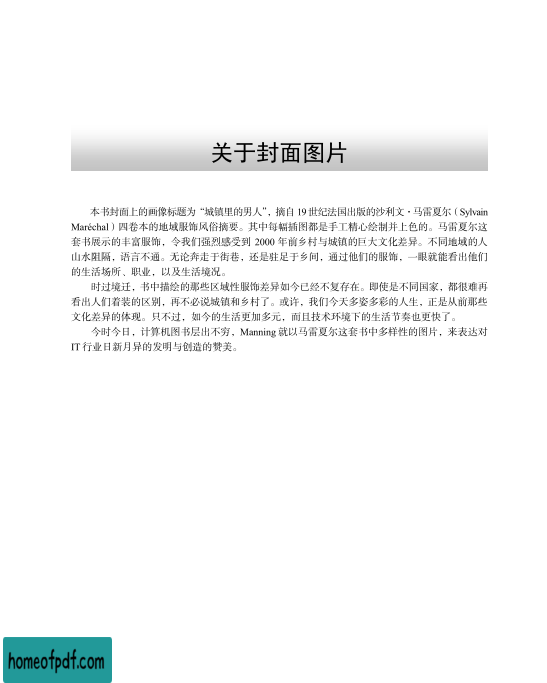 关于封面图片
本书封面上的画像标题为“城镇里的男人”，摘自 19 世纪法国出版的沙利文·马雷夏尔（Sylvain
Maréchal）四卷本的地域服饰风俗摘要。其中每幅插图都是手工精心绘制并上色的。马雷夏尔这
套书展示的丰富服饰，令我们强烈感受到 2000 年前乡村与城镇的巨大文化差异。不同地域的人
山水阻隔，语言不通。无论奔走于街巷，还是驻足于乡间，通过他们的服饰，一眼就能看出他们
的生活场所、职业，以及生活境况。
时过境迁，书中描绘的那些区域性服饰差异如今已经不复存在。即使是不同国家，都很难再
看出人们着装的区别，再不必说城镇和乡村了。或许，我们今天多姿多彩的人生，正是从前那些
文化差异的体现。只不过，如今的生活更加多元，而且技术环境下的生活节奏也更快了。
今时今日，计算机图书层出不穷，Manning 就以马雷夏尔这套书中多样性的图片，来表达对
IT 行业日新月异的发明与创造的赞美。
homeofpdf.com